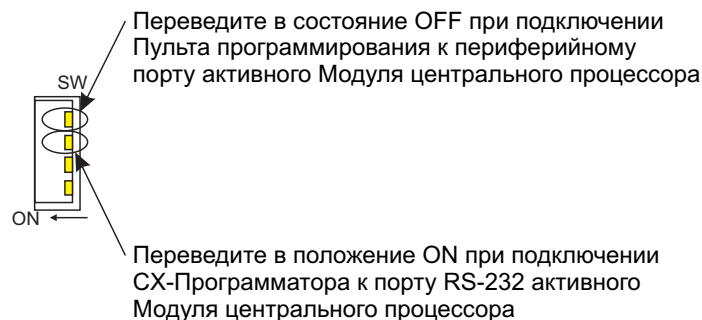 Переведите в состояние OFF при подключении
Пульта программирования к периферийному
порту активного Модуля центрального процессора
SW
ON
Переведите в положение ON при подключении
СХ-Программатора к порту RS-232 активного
Модуля центрального процессора